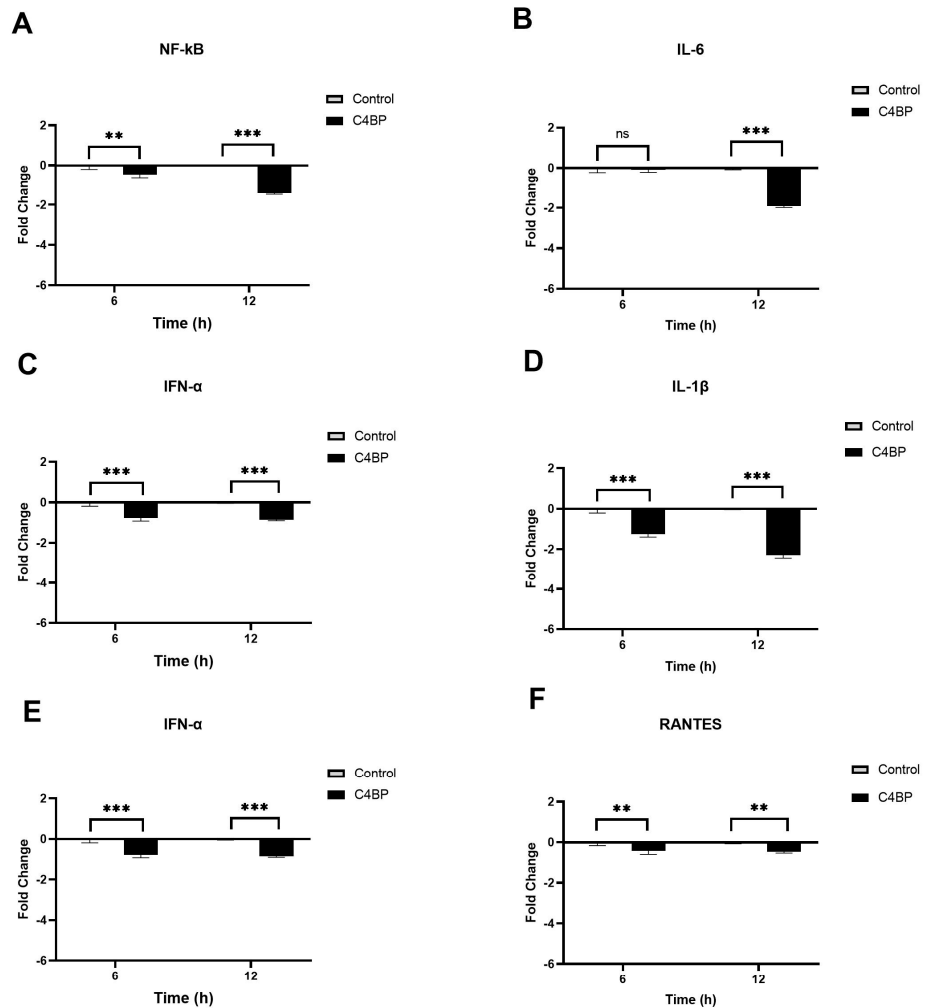 A
NF-kB
Control
C4BP
** ***
2
0
-2
-4
-6
Fold Change
6 12
Time (h)
B
IL-6
Control
C4BP
ns ***
2
0
-2
-4
-6
Fold Change
6 12
Time (h)
C
IFN-α
Control
C4BP
*** ***
2
0
-2
-4
-6
Fold Change
6 12
Time (h)
D
IL-1β
Control
C4BP
*** ***
2
0
-2
-4
-6
Fold Change
6 12
Time (h)
E
IFN-α
Control
C4BP
*** ***
2
0
-2
-4
-6
Fold Change
6 12
Time (h)
F
RANTES
Control
C4BP
** **
2
0
-2
-4
-6
Fold Change
6 12
Time (h)